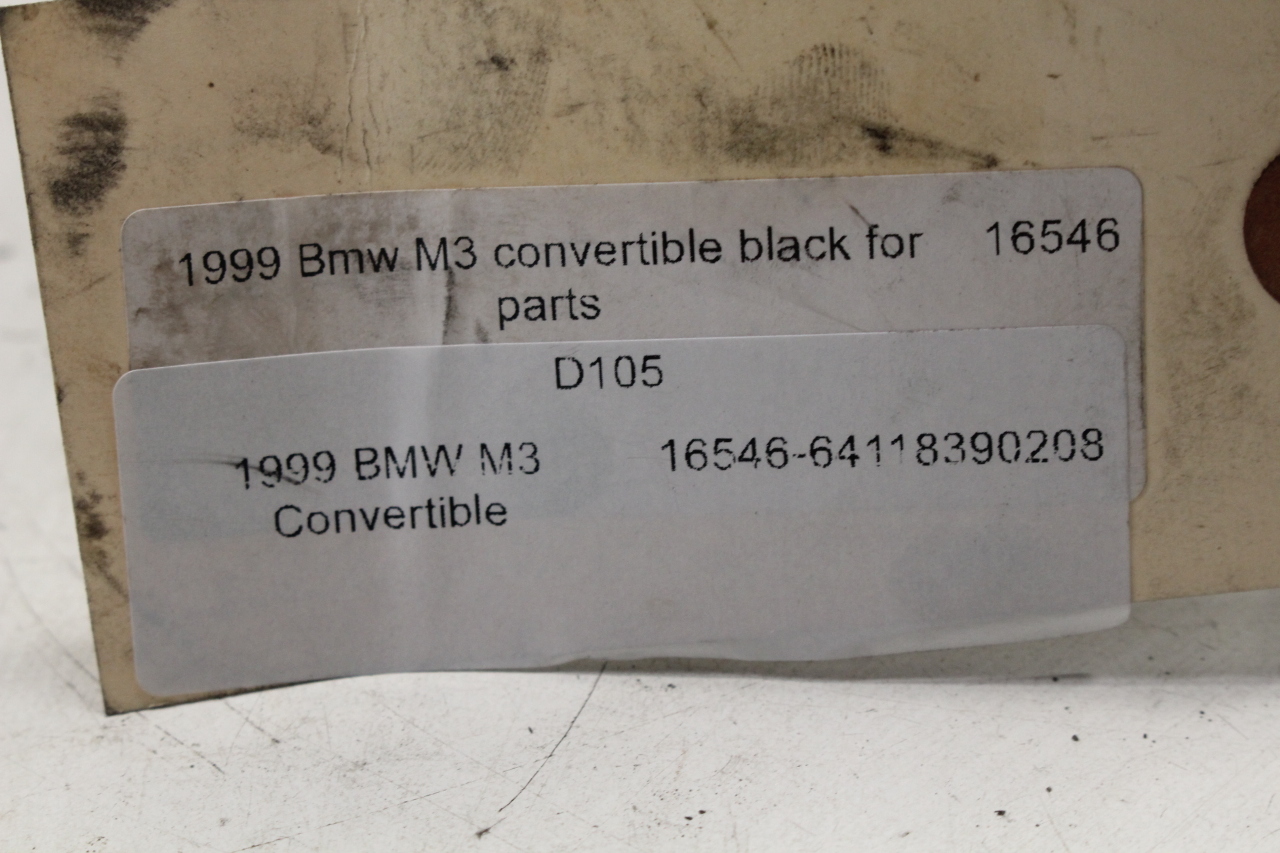 1999 Bmw M3 convertible black for 16546
parts
D105
1999 BMW M3 16546-64118390208
Convertible